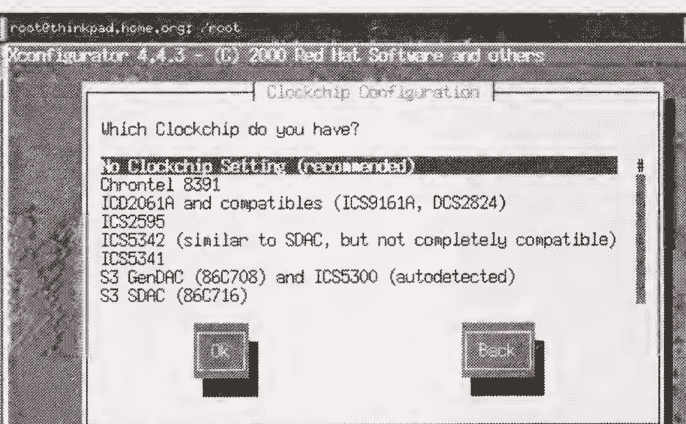 root@thinkpad.home.org: /root
Xconfigurator 4.4.3 - (C) 2000 Red Hat Software and others
Clockchip Configuration
Which Clockchip do you have?
No Clockchip Setting (recommended)
Chrontel 8391
ICD2061A and compatibles (ICS9161A, DCS2824)
ICS2595
ICS5342 (similar to SDAC, but not completely compatible)
ICS5341
S3 GenDAC (86C708) and ICS5300 (autodetected)
S3 SDAC (86C716)
Ok Back